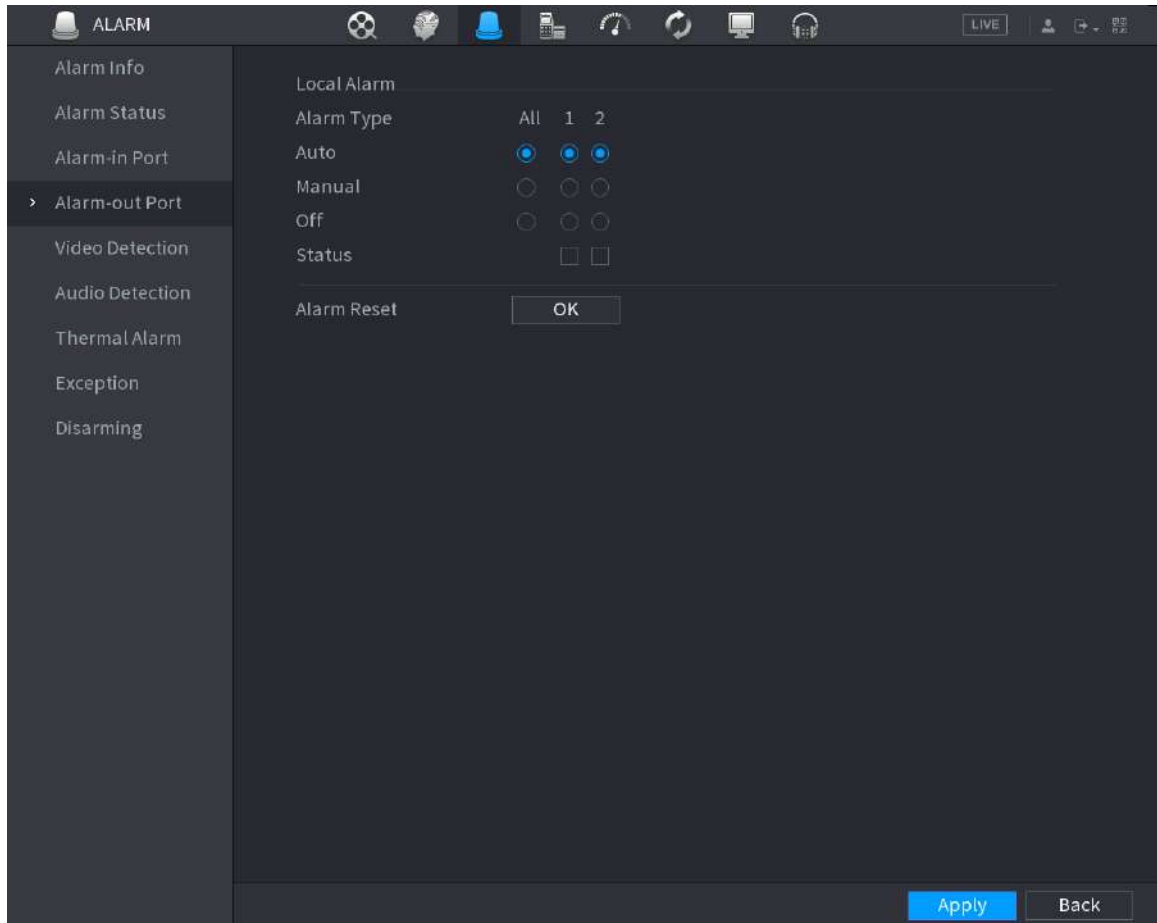 ALARM LIVE
Alarm Info
Alarm Status
Alarm-in Port
Alarm-out Port
Video Detection
Audio Detection
Thermal Alarm
Exception
Disarming
Local Alarm
Alarm Type All 1 2
Auto
Manual
Off
Status
Alarm Reset OK
Apply Back